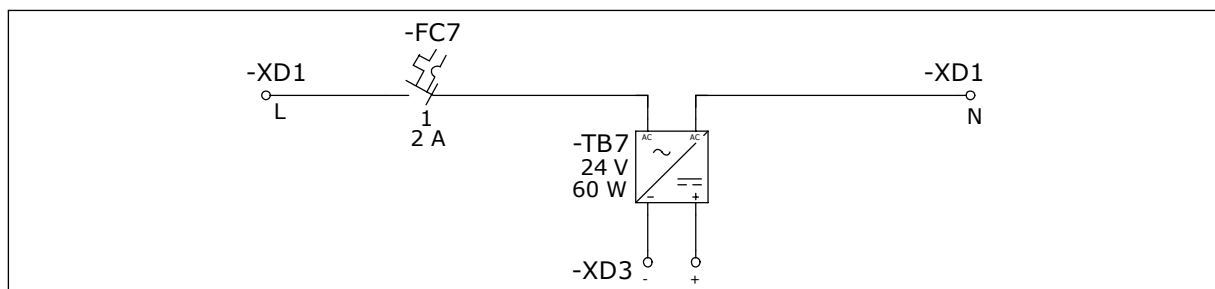 -FC7
-XD1
-XD1
L
N
1
2 A
AC
AC
-TB7
24 V
60 W
-
+
-XD3
-
+